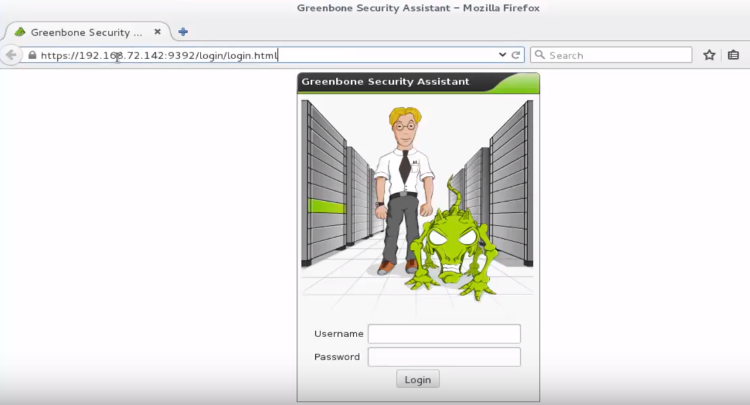 Greenbone Security Assistant – Mozilla Firefox
Greenbone Security ...
https://192.168.72.142:9392/login/login.html
Search
Greenbone Security Assistant
Username
Password
Login